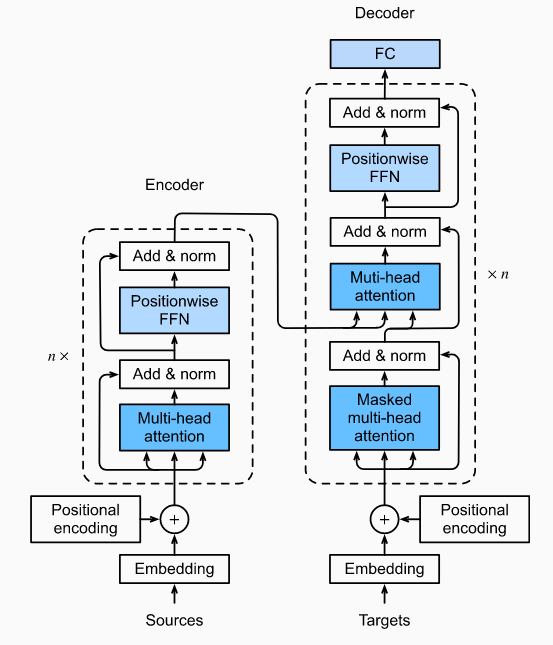 Decoder
FC
Add & norm
Positionwise
FFN
Add & norm
Muti-head
attention
Add & norm
Masked
multi-head
attention
× n
Positional
encoding
+
Embedding
Targets
Encoder
Add & norm
Positionwise
FFN
Add & norm
Multi-head
attention
n ×
Positional
encoding
+
Embedding
Sources